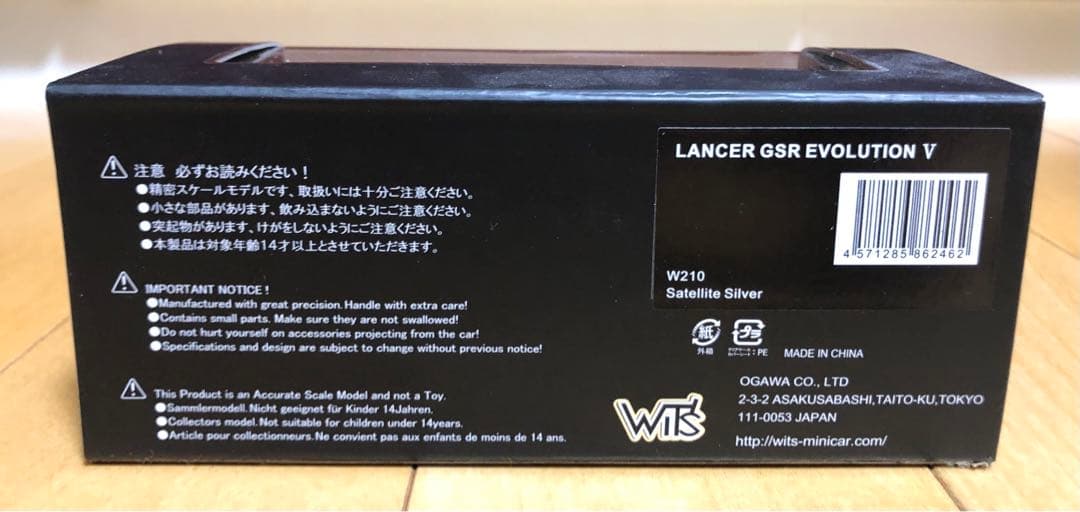 注意 必ずお読みください！
●精密スケールモデルです、取扱いには十分ご注意ください。
●小さな部品があります、飲み込まないようにご注意ください。
●突起物があります、けがをしないようにご注意ください。
●本製品は対象年齢14才以上とさせていただきます。
IMPORTANT NOTICE!
●Manufactured with great precision. Handle with extra care!
●Contains small parts. Make sure they are not swallowed!
●Do not hurt yourself on accessories projecting from the car!
●Specifications and design are subject to change without previous notice!
This Product is an Accurate Scale Model and not a Toy.
●Sammlermodell. Nicht geeignet für Kinder 14Jahren.
●Collectors model. Not suitable for children under 14years.
●Article pour collectionneurs. Ne convient pas aux enfants de moins de 14 ans.
LANCER GSR EVOLUTION V
4 571285 862462
W210
Satellite Silver
紙
外箱
プラ
: PE
MADE IN CHINA
WIT'S
OGAWA CO., LTD
2-3-2 ASAKUSABASHI,TAITO-KU,TOKYO
111-0053 JAPAN
http://wits-minicar.com/